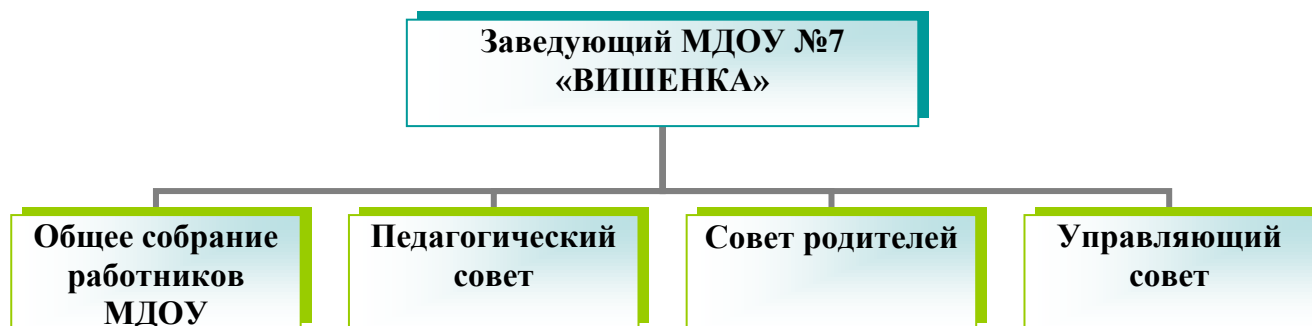 Заведующий МДОУ №7
«ВИШЕНКА»
Общее собрание
работников
МДОУ
Педагогический
совет
Совет родителей
Управляющий
совет